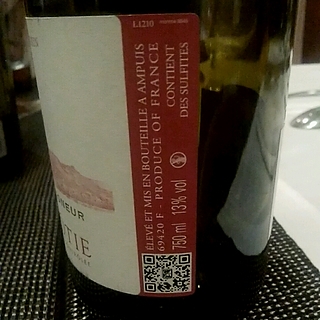 L1210
ÉLEVÉ ET MIS EN BOUTEILLE A AMPUIS
69420 F - PRODUCE OF FRANCE
CONTIENT
DES SULFITES
750 ml 13% vol
NEUR
TIE